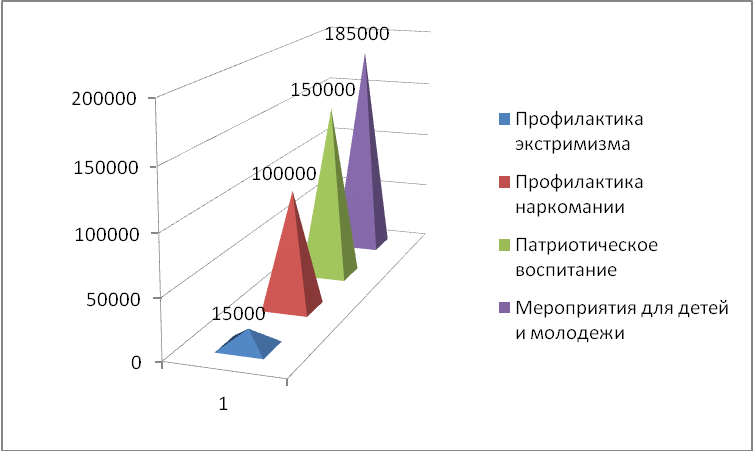 185000
150000
100000
15000
200000
150000
100000
50000
0
1
Профилактика
экстримизма
Профилактика
наркомании
Патриотическое
воспитание
Мероприятия для детей
и молодежи